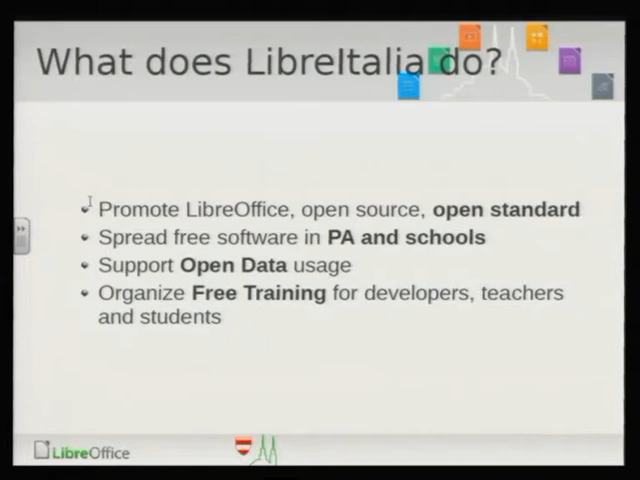 What does LibreItalia do?
Promote LibreOffice, open source, open standard
Spread free software in PA and schools
Support Open Data usage
Organize Free Training for developers, teachers
and students
LibreOffice